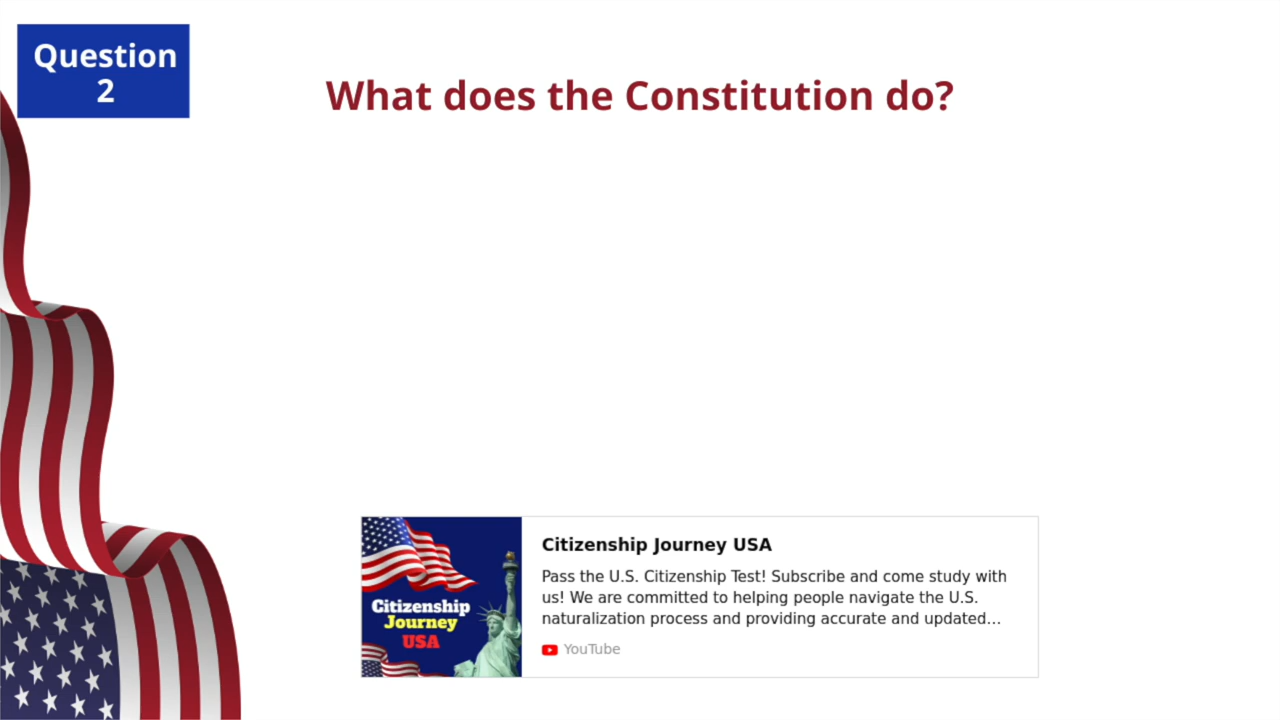 Question
2
What does the Constitution do?
Citizenship
Journey
USA
Citizenship Journey USA
Pass the U.S. Citizenship Test! Subscribe and come study with
us! We are committed to helping people navigate the U.S.
naturalization process and providing accurate and updated...
YouTube